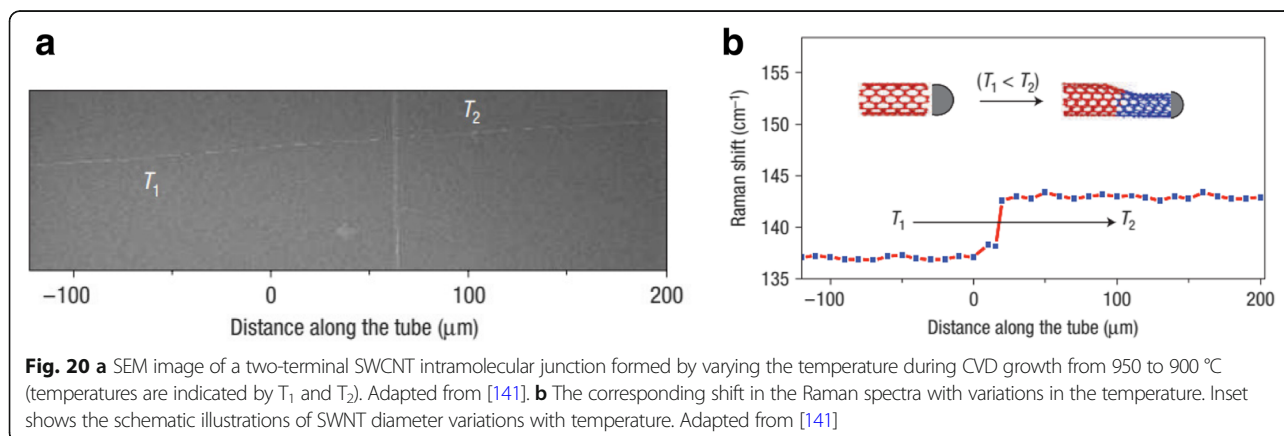 a
T₁
T₂
−100 0 100 200
Distance along the tube (μm)
b
155
153
150
145
143
140
138
135
Raman shift (cm⁻¹)
(T₁ < T₂)
T₁ T₂
−100 0 100 200
Distance along the tube (μm)
Fig. 20 a SEM image of a two-terminal SWCNT intramolecular junction formed by varying the temperature during CVD growth from 950 to 900 °C
(temperatures are indicated by T₁ and T₂). Adapted from [141]. b The corresponding shift in the Raman spectra with variations in the temperature. Inset
shows the schematic illustrations of SWNT diameter variations with temperature. Adapted from [141]